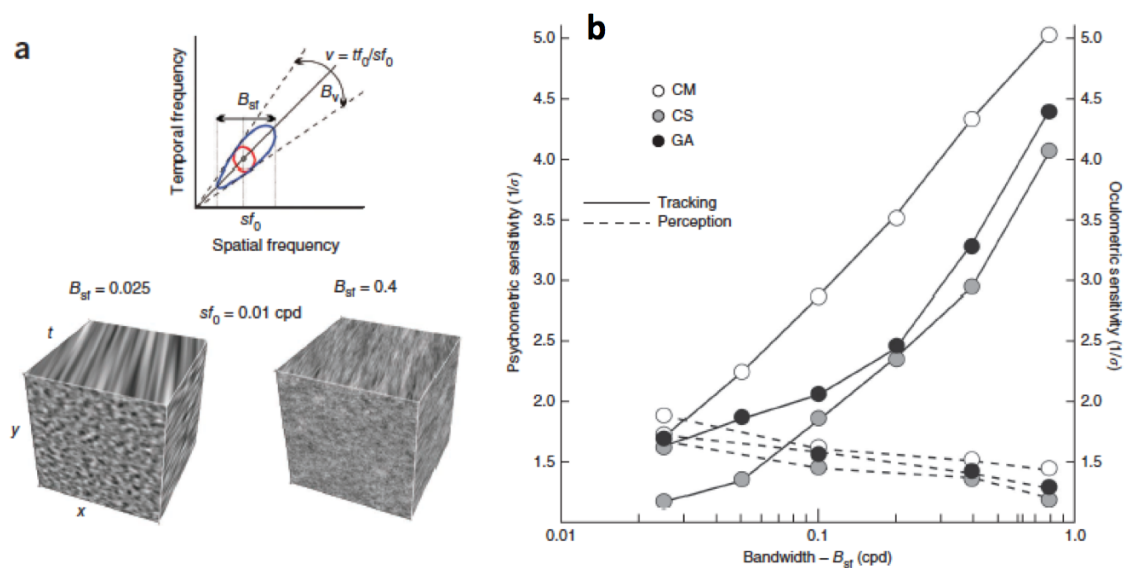 a
v = tf0/sf0
Bsf
Bv
Temporal frequency
sf0
Spatial frequency
Bsf = 0.025
Bsf = 0.4
sf0 = 0.01 cpd
t
y
x
b
5.0
4.5
4.0
3.5
3.0
2.5
2.0
1.5
Psychometric sensitivity (1/σ)
CM
CS
GA
Tracking
Perception
5.0
4.5
4.0
3.5
3.0
2.5
2.0
1.5
Oculometric sensitivity
(1/σ)
0.01
0.1
1.0
Bandwidth – Bsf (cpd)